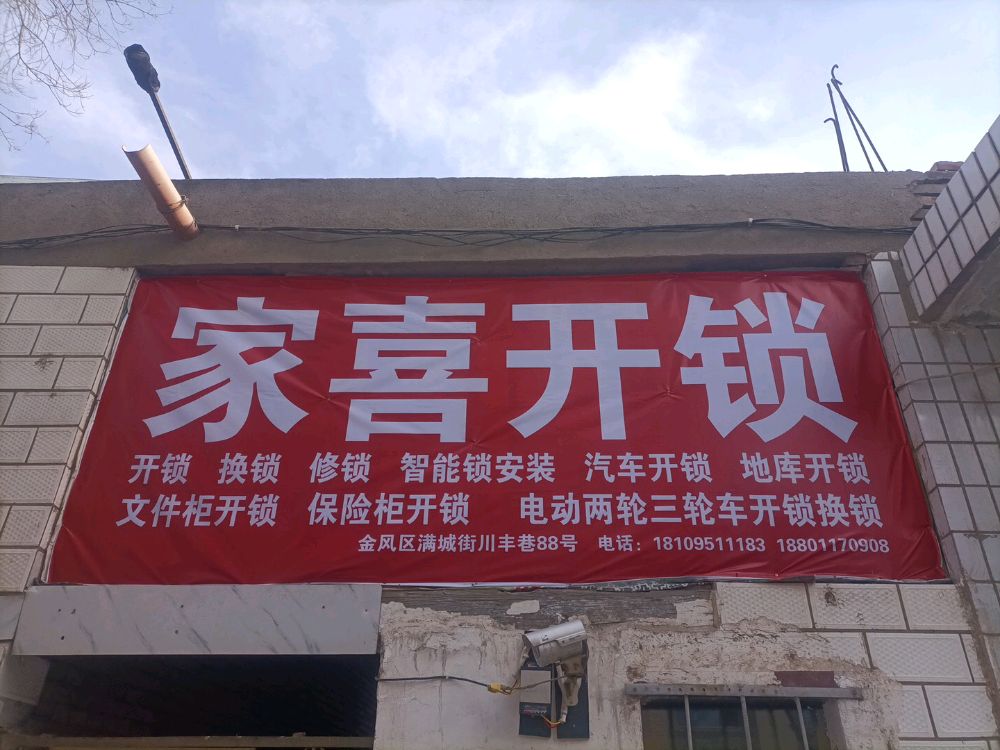 家喜开锁
开锁 换锁 修锁 智能锁安装 汽车开锁 地库开锁
文件柜开锁 保险柜开锁 电动两轮三轮车开锁换锁
金风区满城街川丰巷88号 电话：18109511183 18801170908